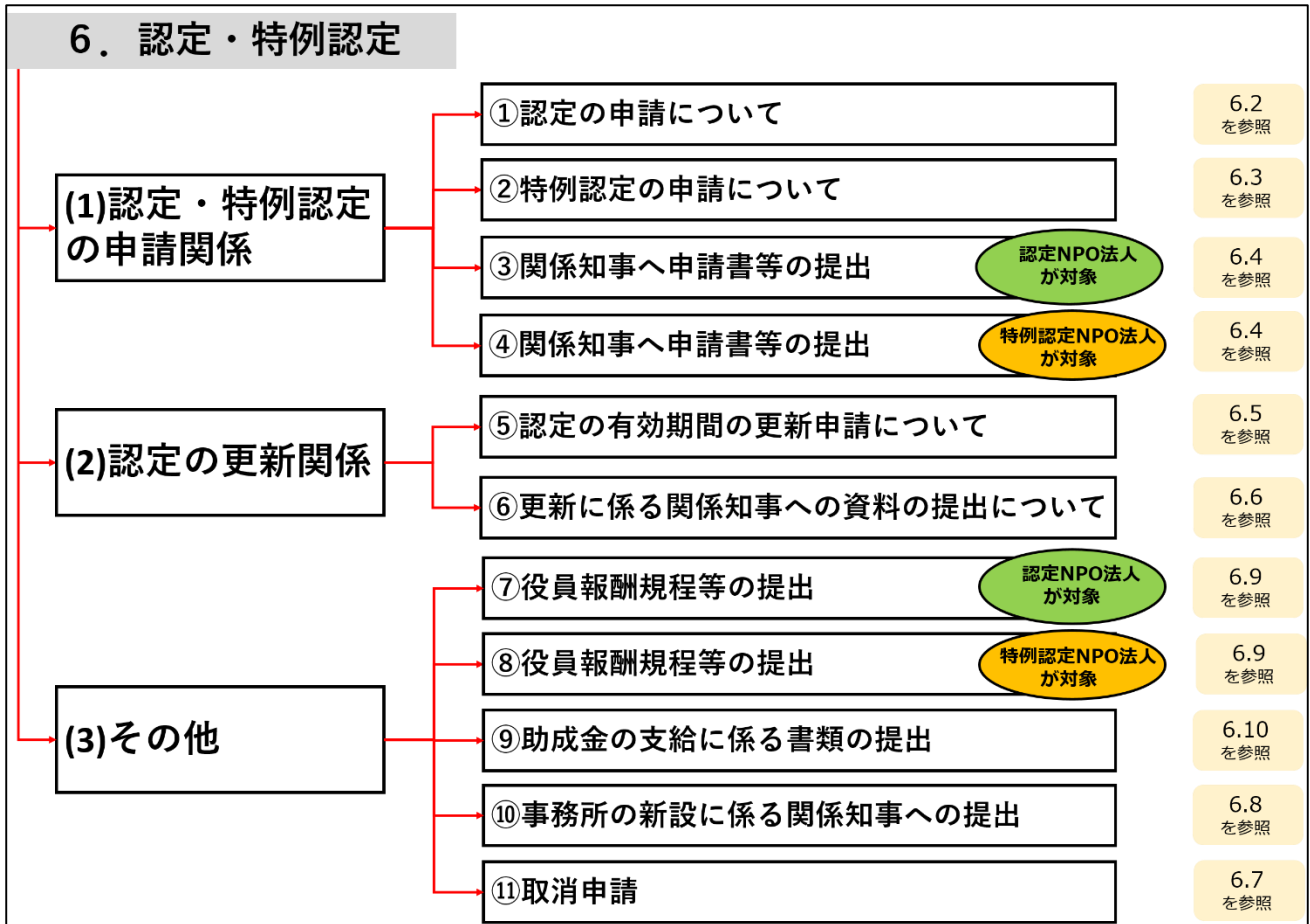 6．認定・特例認定
(1)認定・特例認定
の申請関係
①認定の申請について
6.2
を参照
②特例認定の申請について
6.3
を参照
③関係知事へ申請書等の提出
認定NPO法人
が対象
6.4
を参照
④関係知事へ申請書等の提出
特例認定NPO法人
が対象
6.4
を参照
(2)認定の更新関係
⑤認定の有効期間の更新申請について
6.5
を参照
⑥更新に係る関係知事への資料の提出について
6.6
を参照
(3)その他
⑦役員報酬規程等の提出
認定NPO法人
が対象
6.9
を参照
⑧役員報酬規程等の提出
特例認定NPO法人
が対象
6.9
を参照
⑨助成金の支給に係る書類の提出
6.10
を参照
⑩事務所の新設に係る関係知事への提出
6.8
を参照
⑪取消申請
6.7
を参照